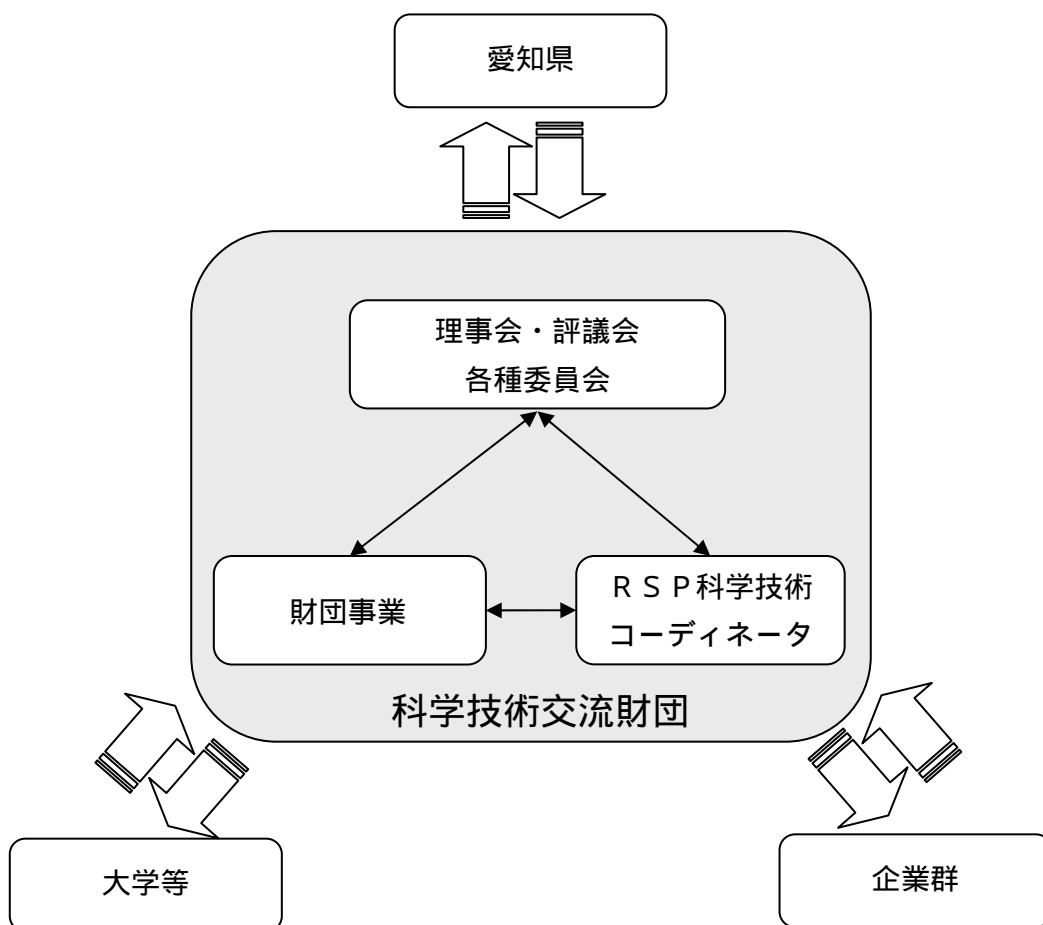 愛知県
理事会・評議会
各種委員会
財団事業
ＲＳＰ科学技術
コーディネータ
科学技術交流財団
大学等
企業群